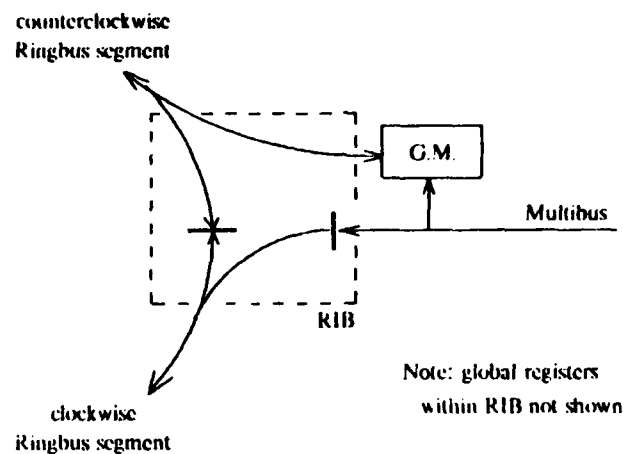 counterclockwise
Ringbus segment
G.M.
Multibus
RIB
Note: global registers
within RIB not shown
clockwise
Ringbus segment